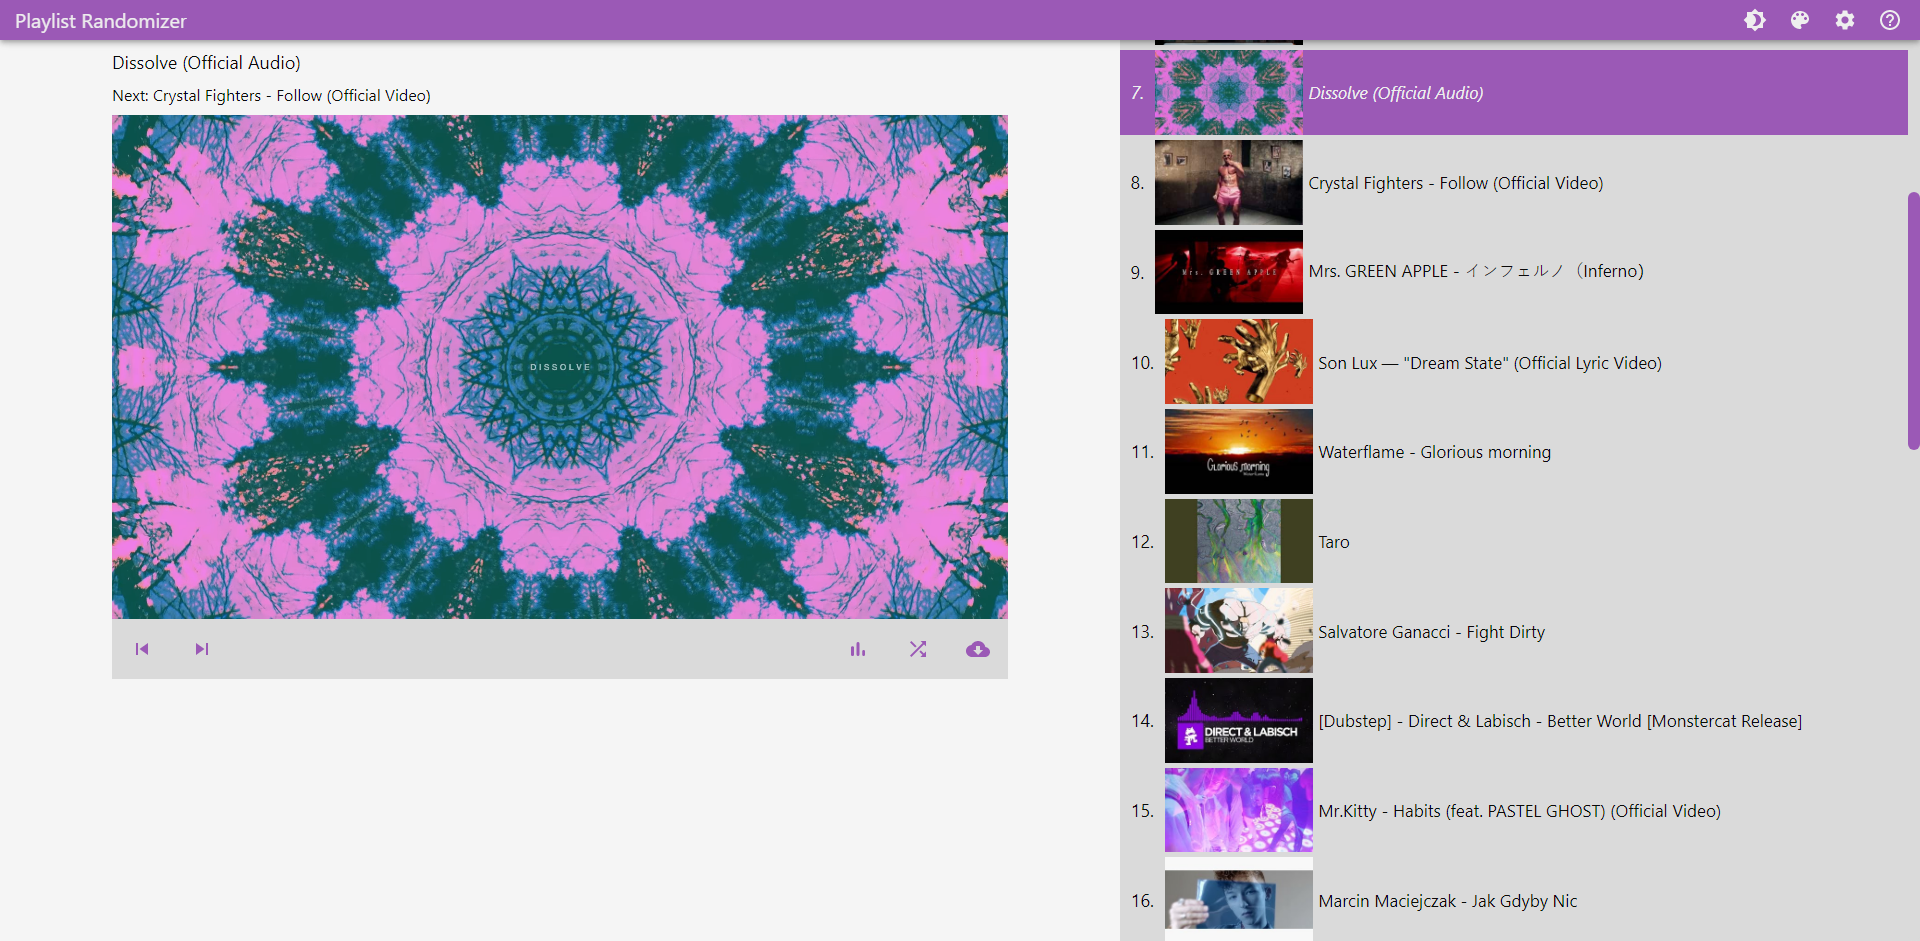 Playlist Randomizer
Dissolve (Official Audio)
Next: Crystal Fighters - Follow (Official Video)
DISSOLVE
7. Dissolve (Official Audio)
8. Crystal Fighters - Follow (Official Video)
Mrs. GREEN APPLE
9. Mrs. GREEN APPLE - インフェルノ（Inferno）
10. Son Lux — "Dream State" (Official Lyric Video)
Glorious morning
11. Waterflame - Glorious morning
12. Taro
13. Salvatore Ganacci - Fight Dirty
DIRECT & LABISCH
BETTER WORLD
14. [Dubstep] - Direct & Labisch - Better World [Monstercat Release]
15. Mr.Kitty - Habits (feat. PASTEL GHOST) (Official Video)
16. Marcin Maciejczak - Jak Gdyby Nic